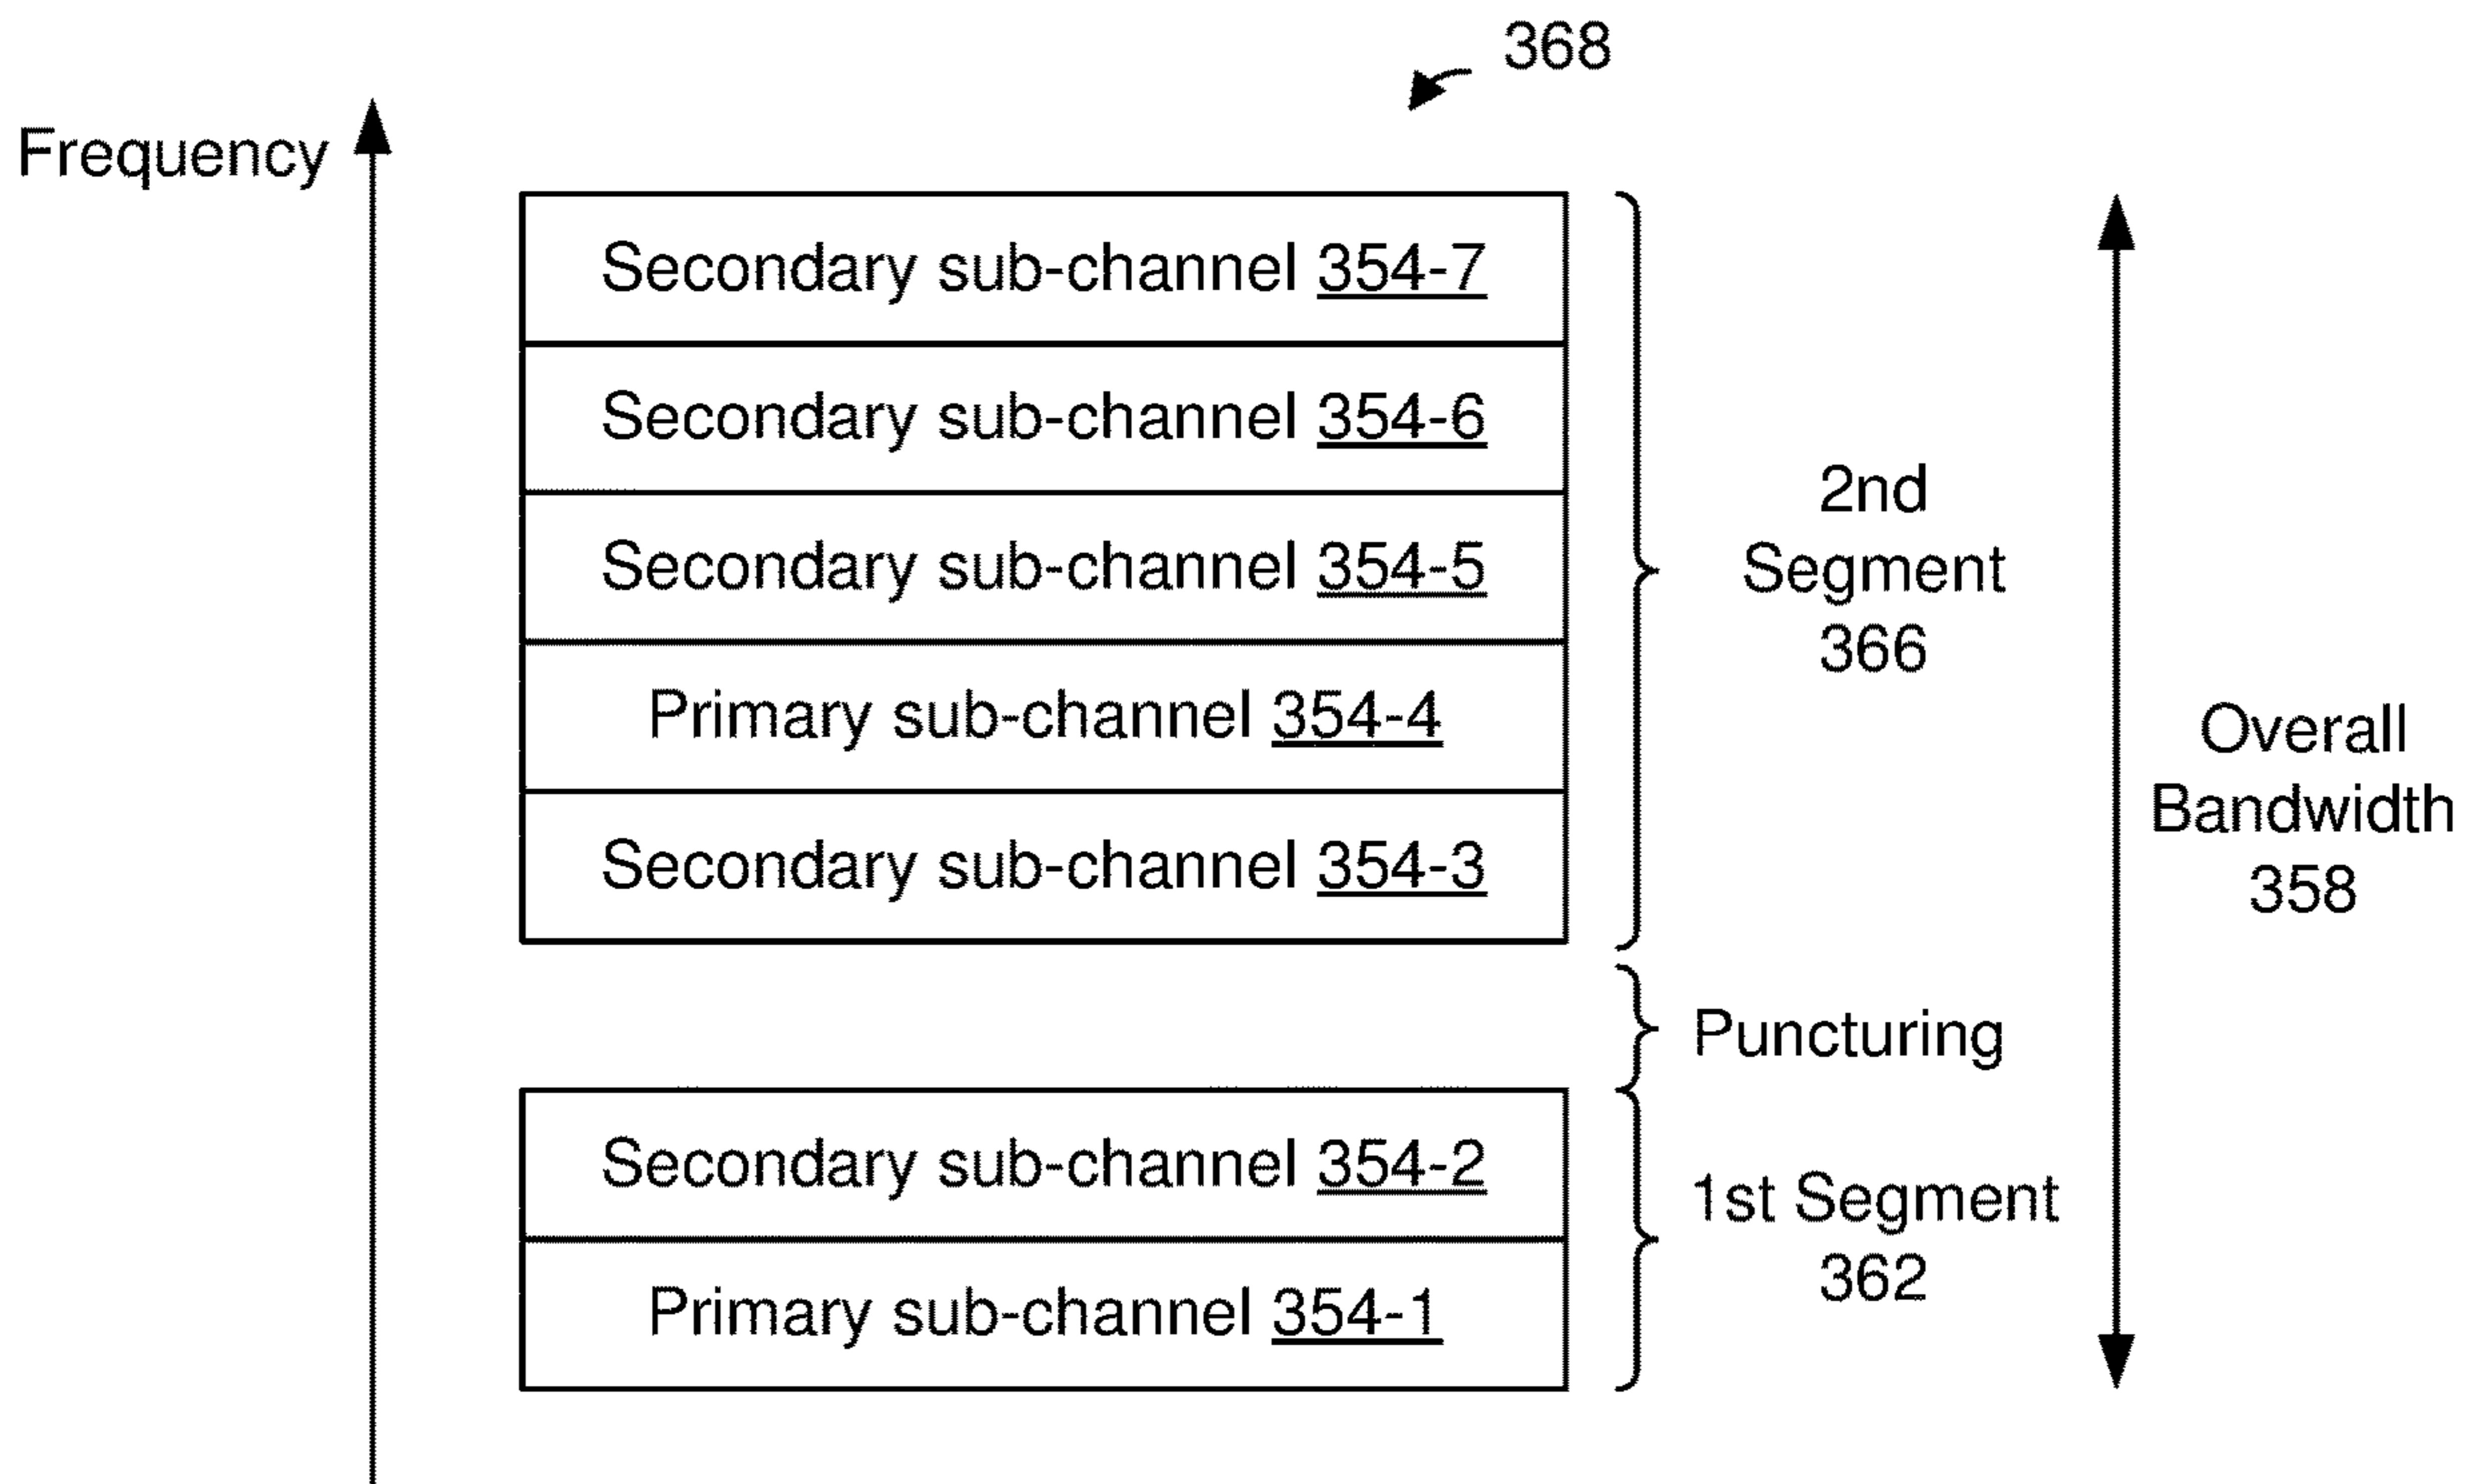 368
Frequency
Secondary sub-channel 354-7
Secondary sub-channel 354-6
Secondary sub-channel 354-5
Primary sub-channel 354-4
Secondary sub-channel 354-3
2nd
Segment
366
Overall
Bandwidth
358
Puncturing
Secondary sub-channel 354-2
Primary sub-channel 354-1
1st Segment
362